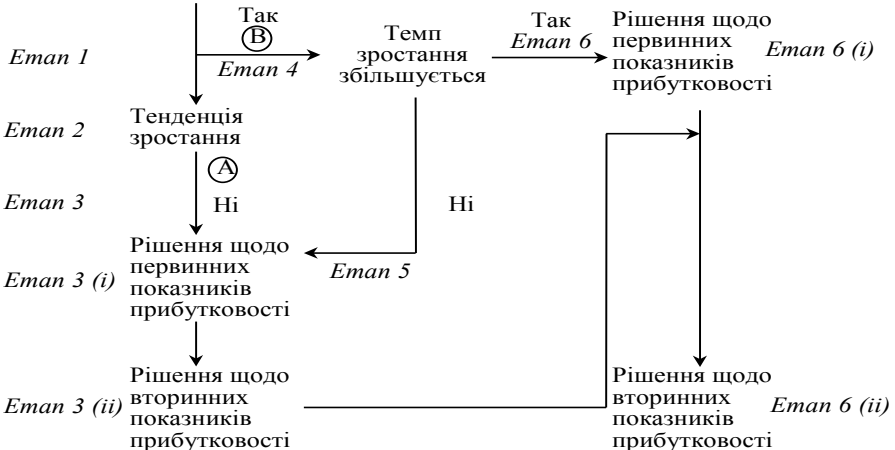 Так
B
Етап 1
Етап 4
Темп
зростання
збільшується
Так
Етап 6
Рішення щодо
первинних
показників
прибутковості
Етап 6 (i)
Етап 2
Тенденція
зростання
A
Етап 3
Ні
Ні
Рішення щодо
первинних
показників
прибутковості
Етап 3 (i)
Етап 5
Рішення щодо
вторинних
показників
прибутковості
Етап 3 (ii)
Рішення щодо
вторинних
показників
прибутковості
Етап 6 (ii)